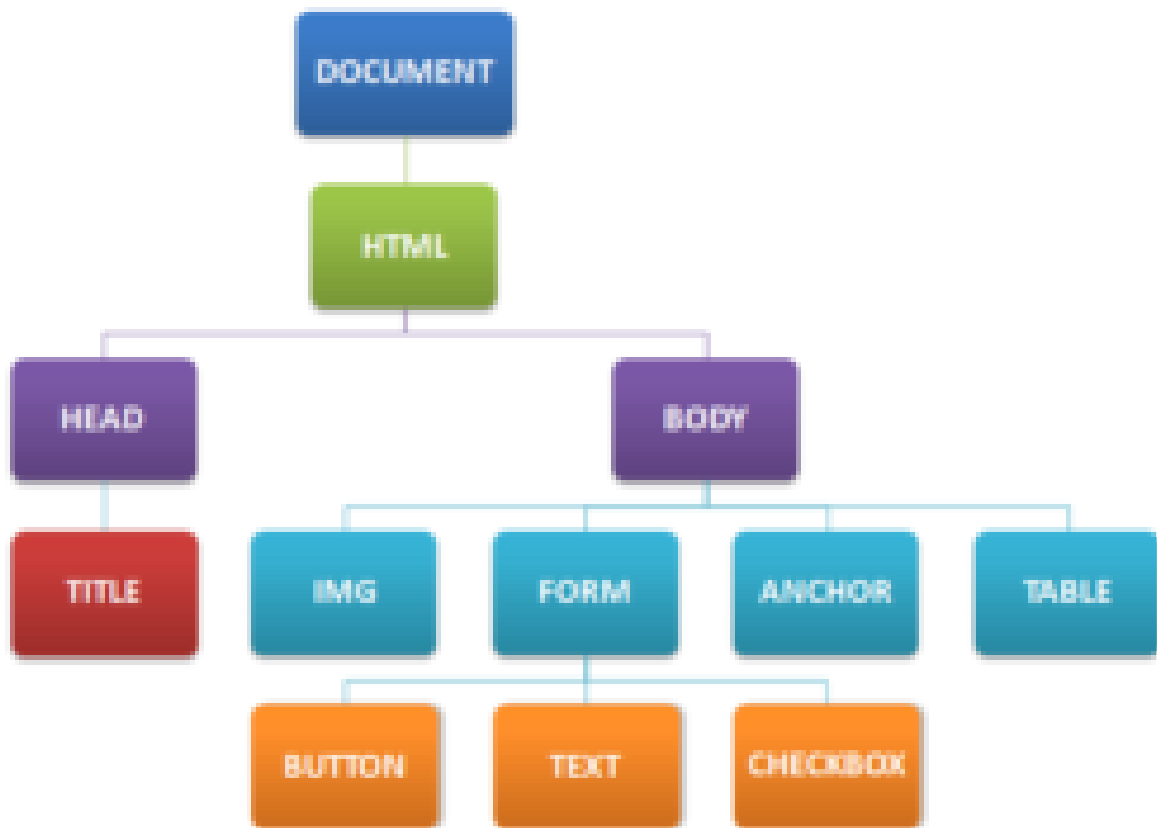 DOCUMENT
HTML
HEAD BODY
TITLE IMG FORM ANCHOR TABLE
BUTTON TEXT CHECKBOX